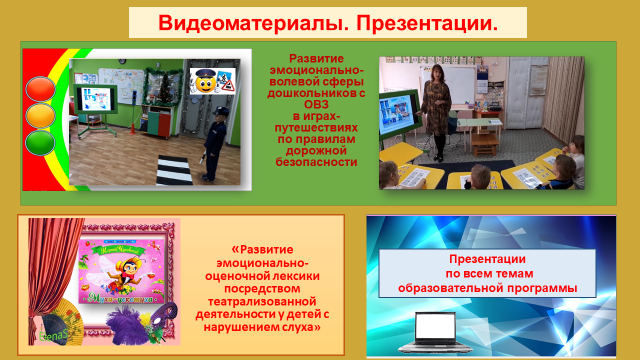 Видеоматериалы. Презентации.
Развитие
эмоционально-
волевой сферы
дошкольников с
ОВЗ
в играх-
путешествиях
по правилам
дорожной
безопасности
«Развитие
эмоционально-
оценочной лексики
посредством
театрализованной
деятельности у детей с
нарушением слуха»
Презентации
по всем темам
образовательной программы